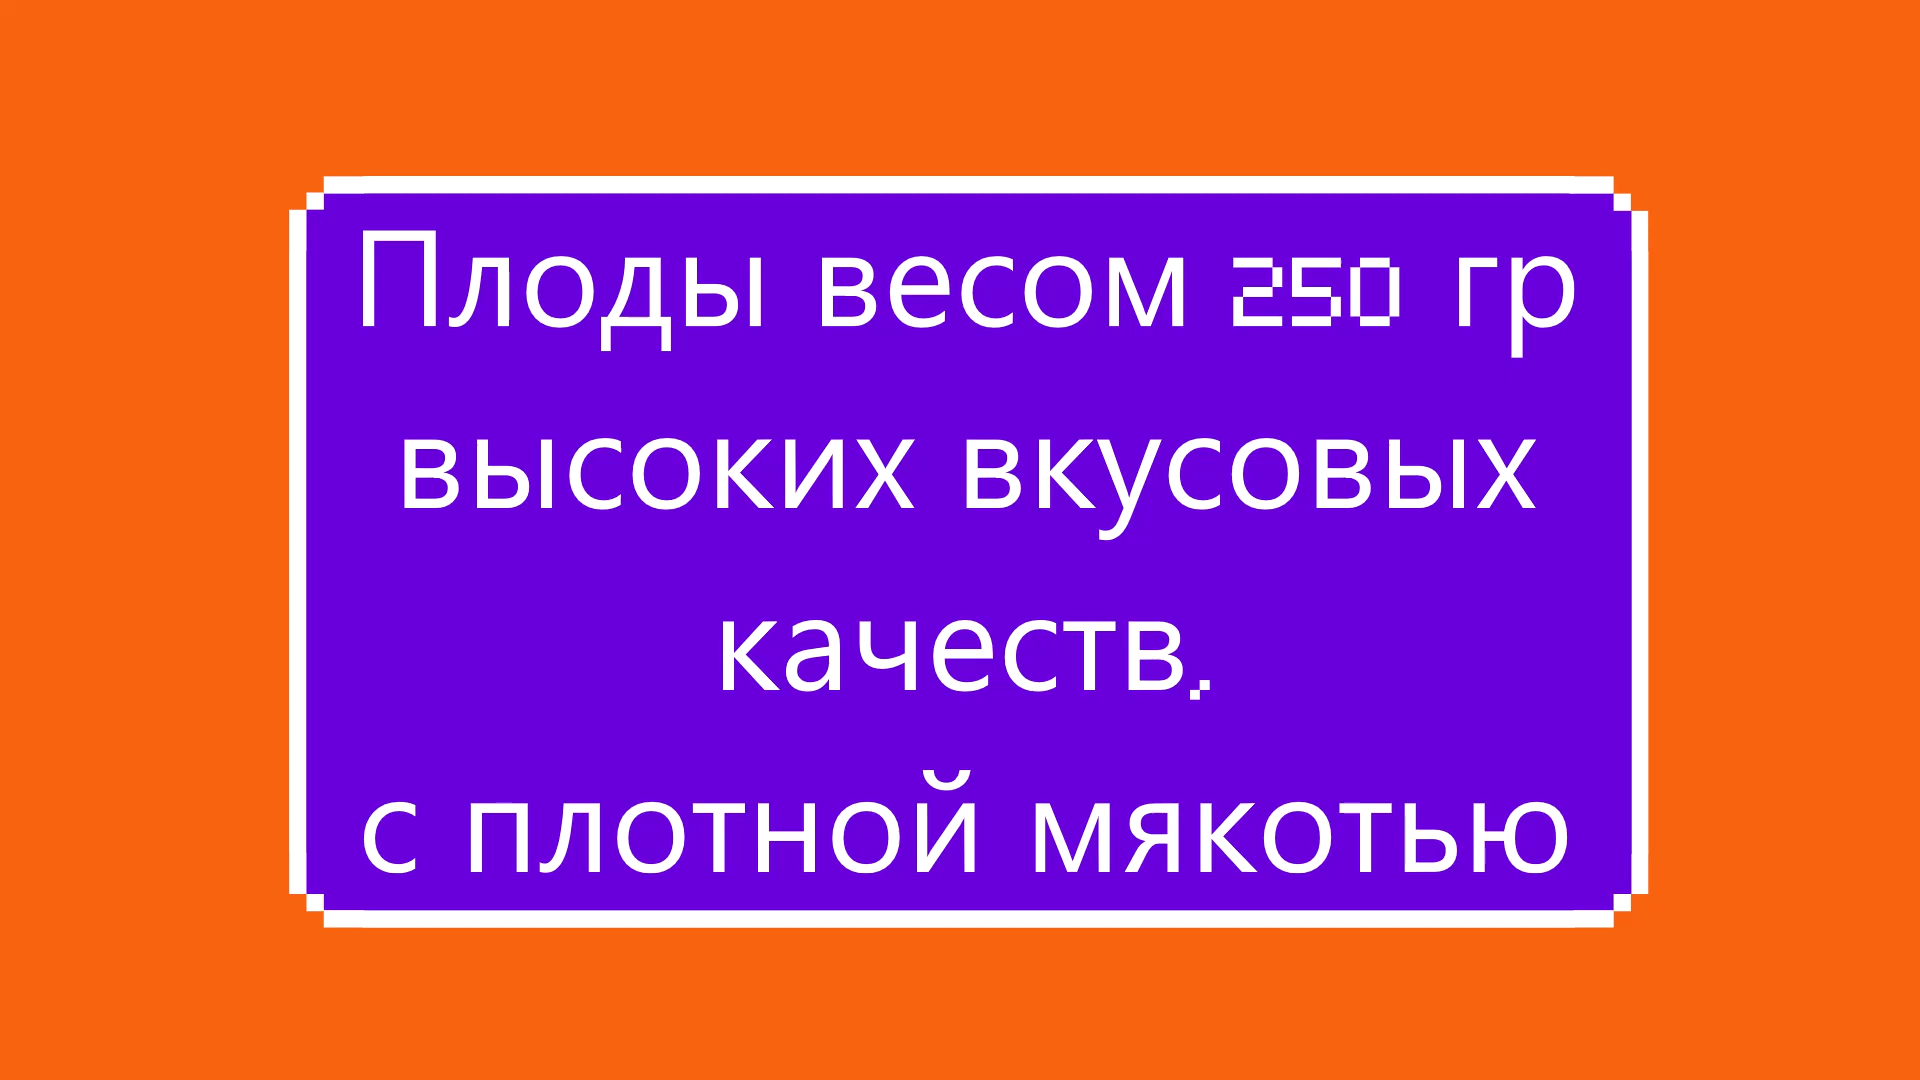 Плоды весом 250 гр
высоких вкусовых
качеств,
с плотной мякотью